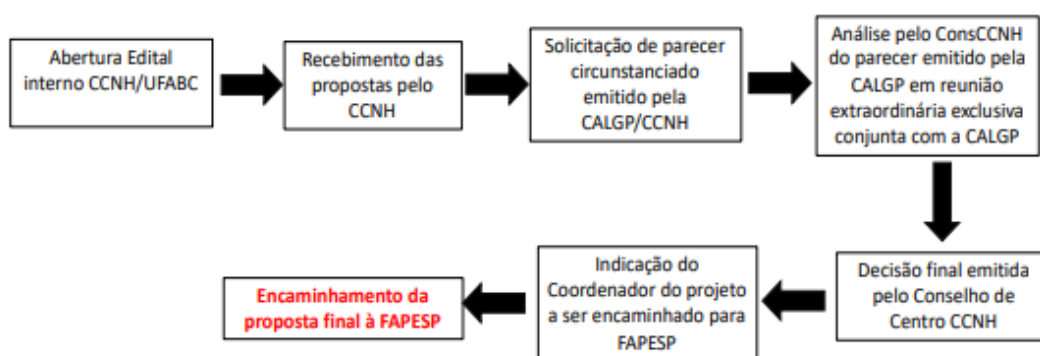 Abertura Edital
interno CCNH/UFABC
Recebimento das
propostas pelo
CCNH
Solicitação de parecer
circunstanciado
emitido pela
CALGP/CCNH
Análise pelo ConsCCNH
do parecer emitido pela
CALGP em reunião
extraordinária exclusiva
conjunta com a CALGP
Decisão final emitida
pelo Conselho de
Centro CCNH
Indicação do
Coordenador do projeto
a ser encaminhado para
FAPESP
Encaminhamento da
proposta final à FAPESP